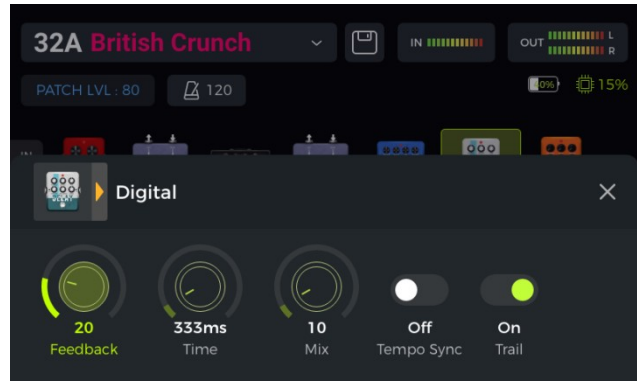 32A British Crunch IN OUT L R
PATCH LVL : 80 120 40% 15%
Digital
20 333ms 10 Off On
Feedback Time Mix Tempo Sync Trail